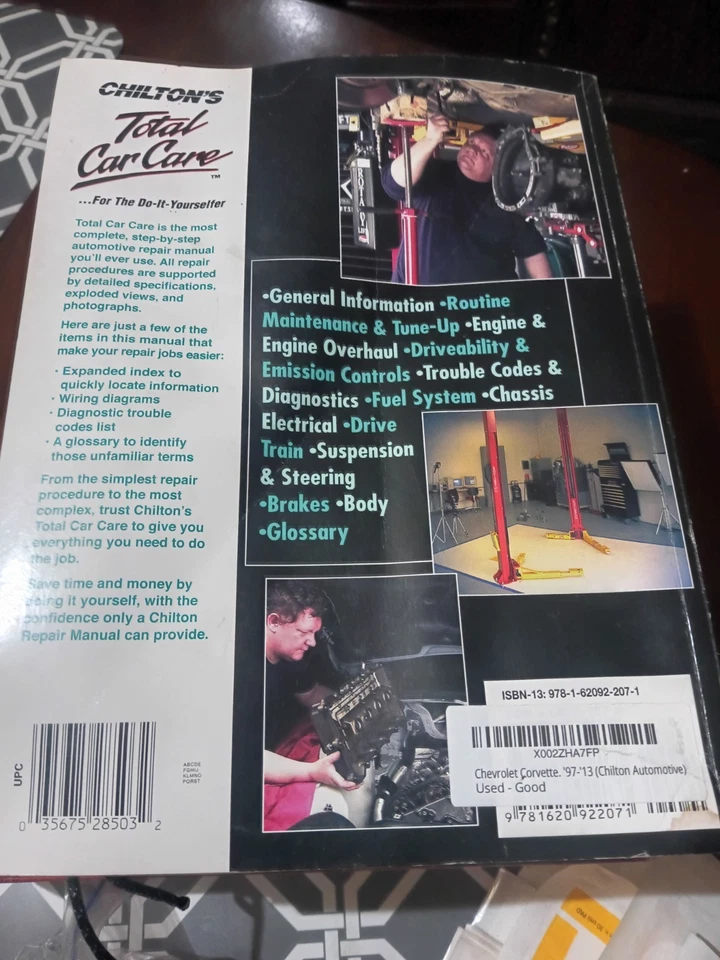 CHILTON'S
Total
Car Care™
...For The Do-It-Yourselfer
Total Car Care is the most
complete, step-by-step
automotive repair manual
you'll ever use. All repair
procedures are supported
by detailed specifications,
exploded views, and
photographs.
Here are just a few of the
items in this manual that
make your repair jobs easier:
· Expanded index to
quickly locate information
· Wiring diagrams
· Diagnostic trouble
codes list
· A glossary to identify
those unfamiliar terms
From the simplest repair
procedure to the most
complex, trust Chilton's
Total Car Care to give you
everything you need to do
the job.
Save time and money by
doing it yourself, with the
confidence only a Chilton
Repair Manual can provide.
UPC
0 35675 28503 2
ABCDE
FGHIJ
KLMNO
PQRST
•General Information •Routine
Maintenance & Tune-Up •Engine &
Engine Overhaul •Driveability &
Emission Controls •Trouble Codes &
Diagnostics •Fuel System •Chassis
Electrical •Drive
Train •Suspension
& Steering
•Brakes •Body
•Glossary
ISBN-13: 978-1-62092-207-1
X002ZHA7FP
Chevrolet Corvette. '97-'13 (Chilton Automotive)
Used - Good
9 781620 922071